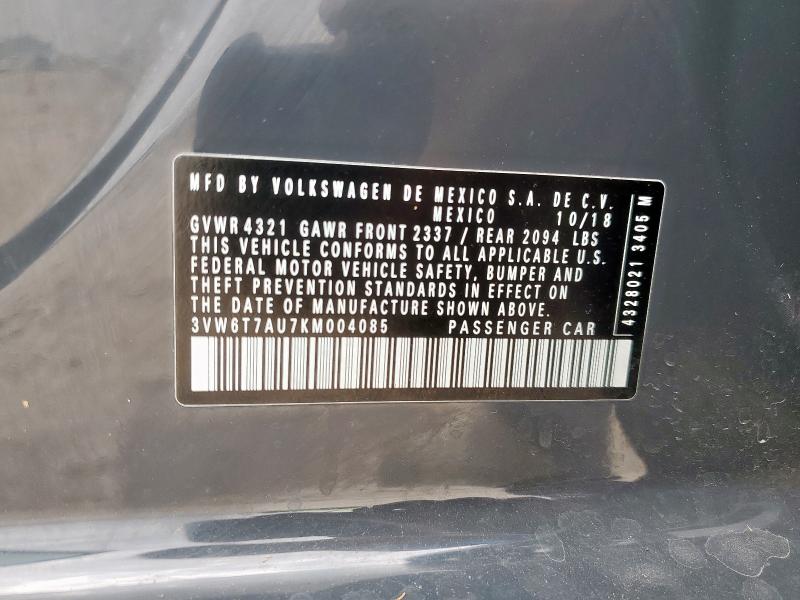 MFD BY VOLKSWAGEN DE MEXICO S.A. DE C.V.
MEXICO 10/18
GVWR 4321 GAWR FRONT 2337 / REAR 2094 LBS
THIS VEHICLE CONFORMS TO ALL APPLICABLE U.S.
FEDERAL MOTOR VEHICLE SAFETY, BUMPER AND
THEFT PREVENTION STANDARDS IN EFFECT ON
THE DATE OF MANUFACTURE SHOWN ABOVE.
3VW6T7AU7KM004085 PASSENGER CAR
4328021 3405 M